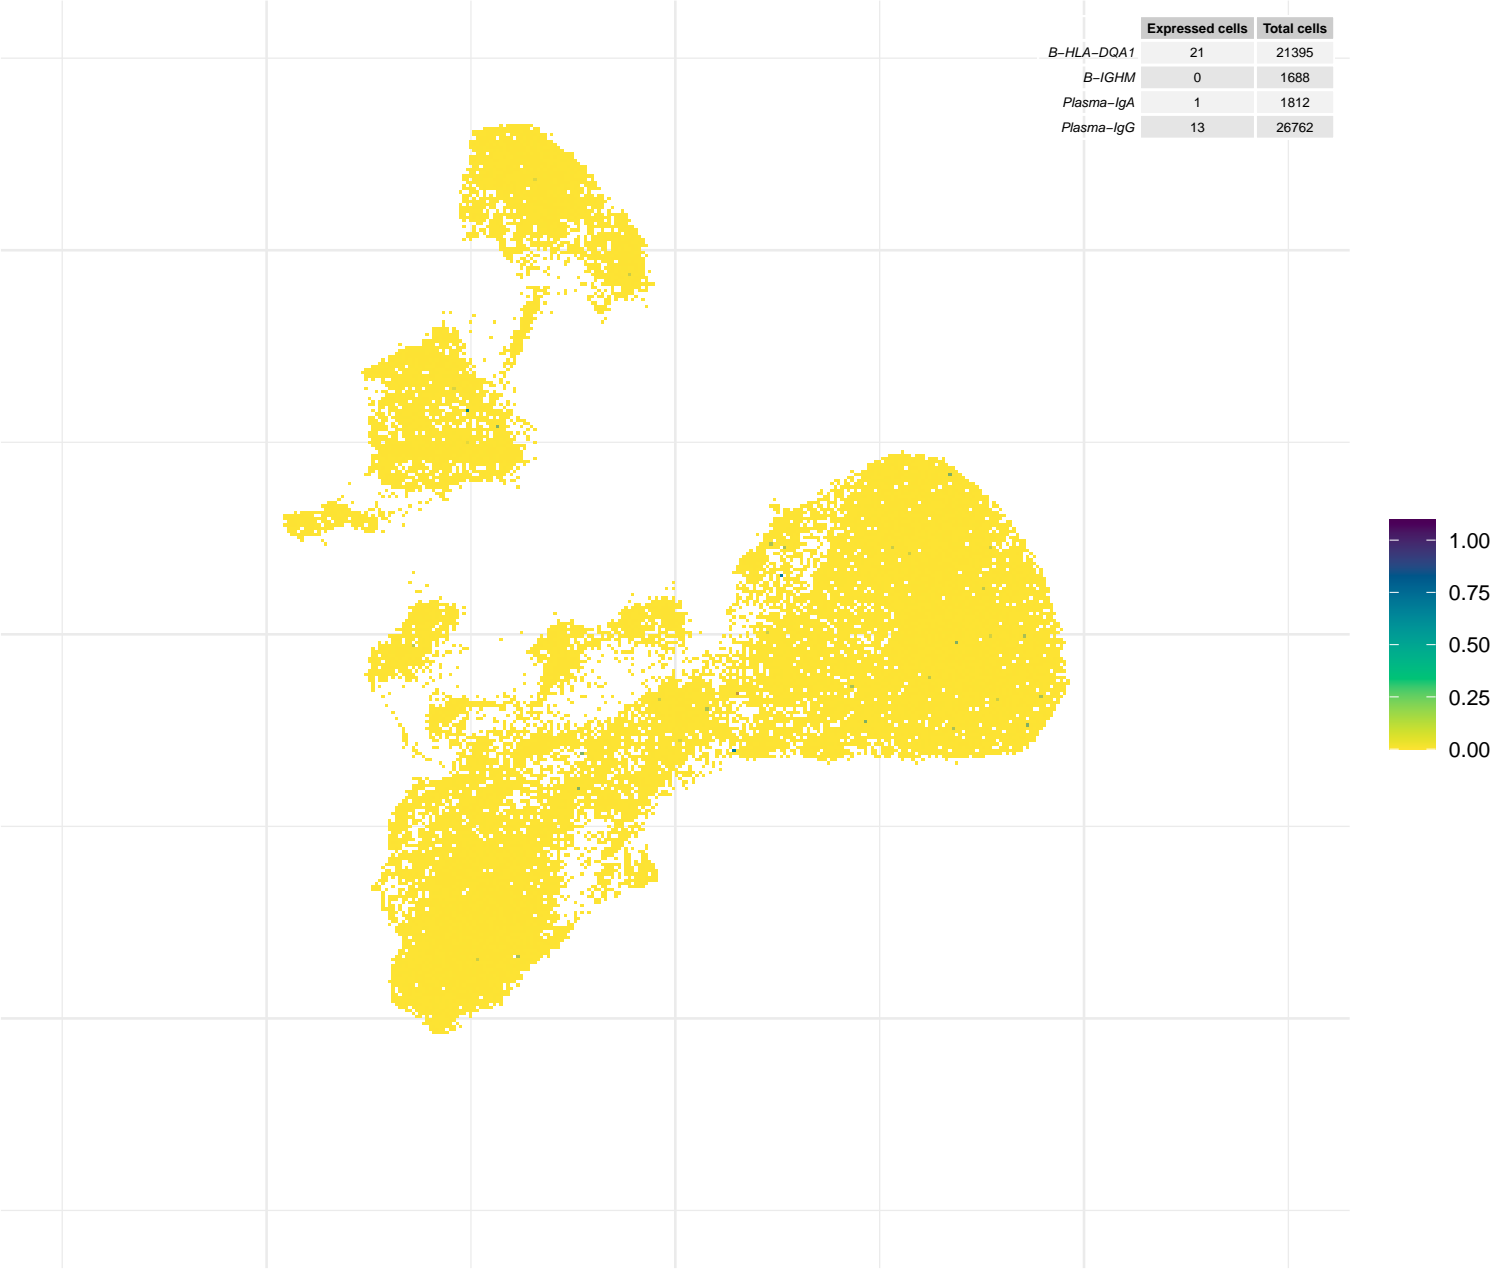 Expressed cells Total cells
B−HLA−DQA1 21 21395
B−IGHM 0 1688
Plasma−IgA 1 1812
Plasma−IgG 13 26762
1.00
0.75
0.50
0.25
0.00